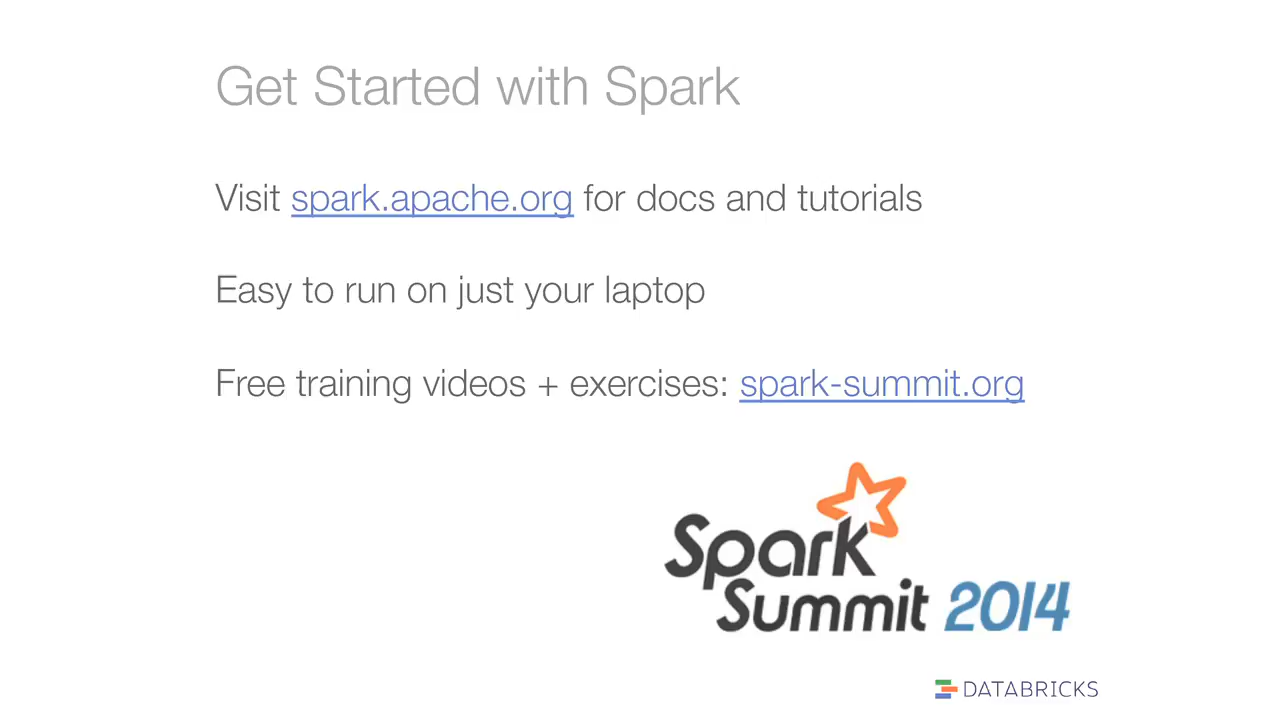 Get Started with Spark
Visit spark.apache.org for docs and tutorials
Easy to run on just your laptop
Free training videos + exercises: spark-summit.org
Spark
Summit 2014
DATABRICKS